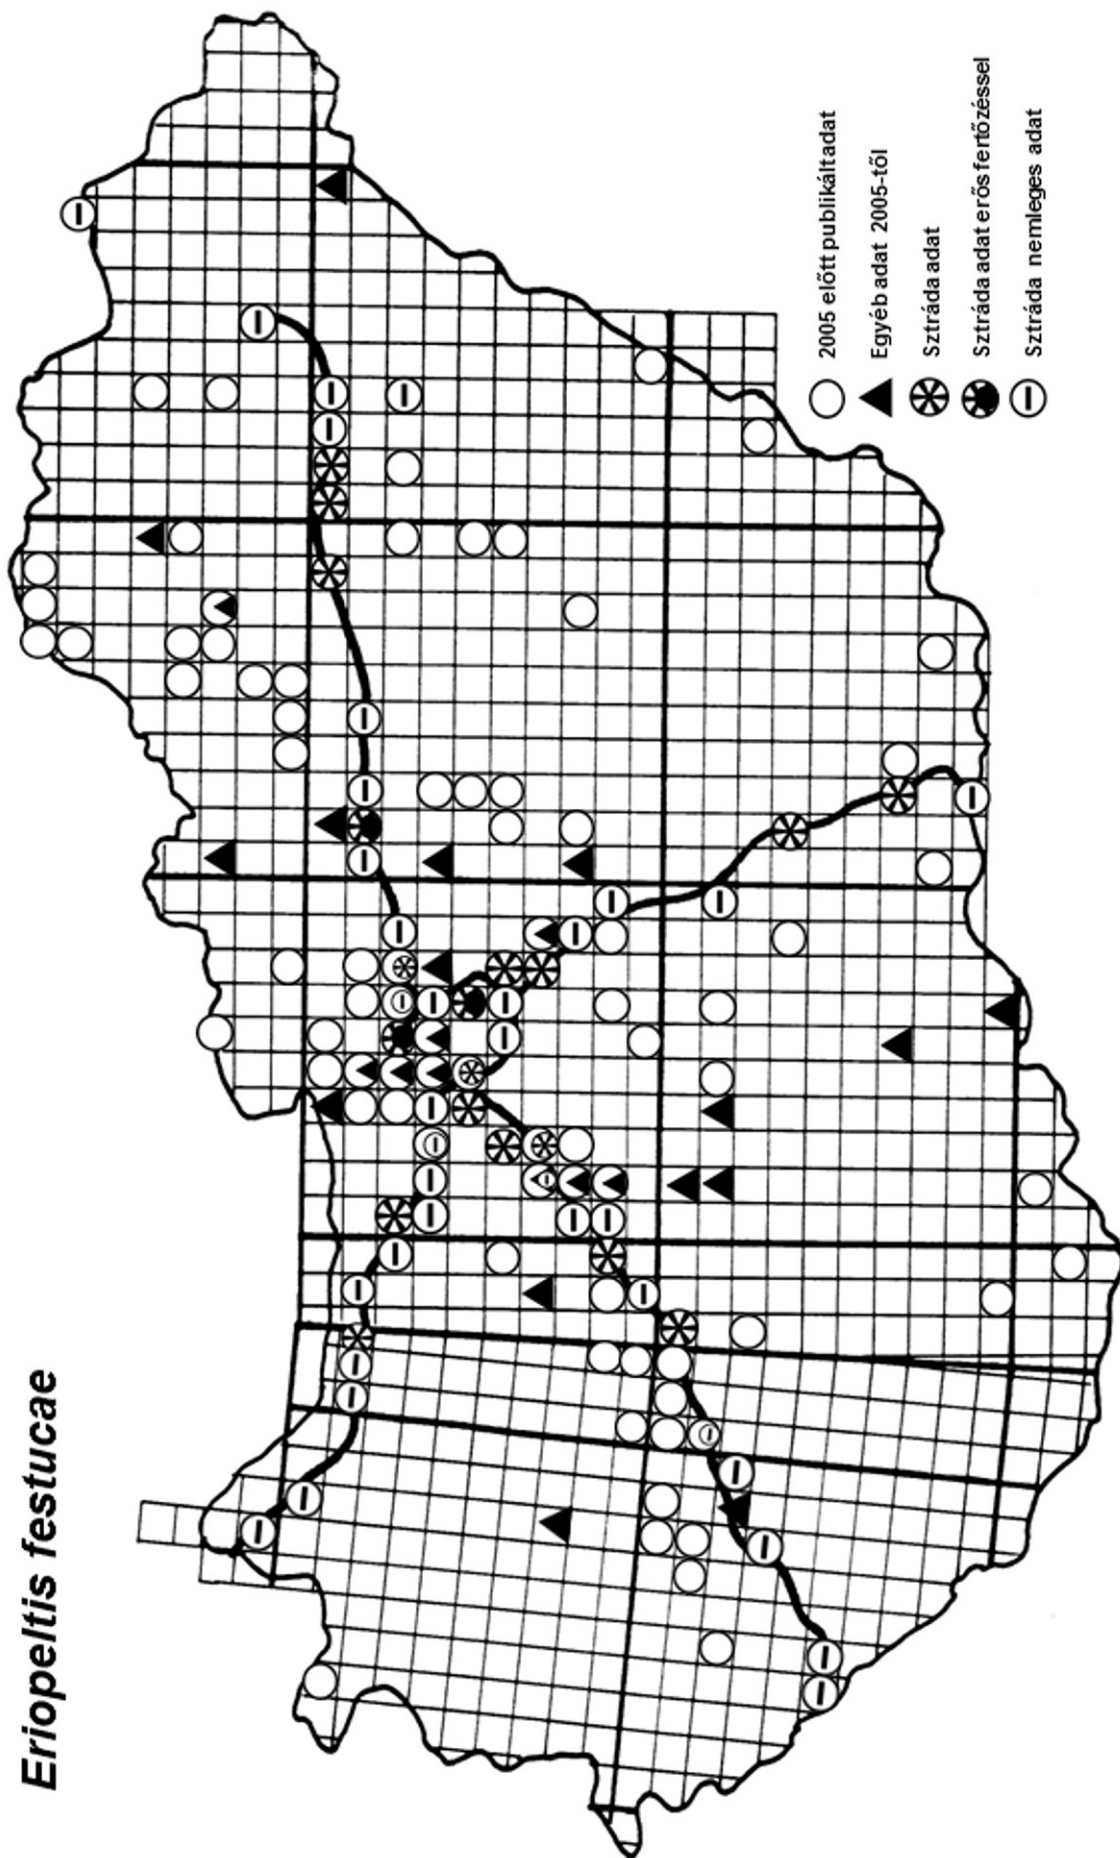 Eriopeltis festucae
2005 előtt publikáltadat
Egyéb adat 2005-től
Sztráda adat
Sztráda adat erős fertőzéssel
Sztráda nemleges adat